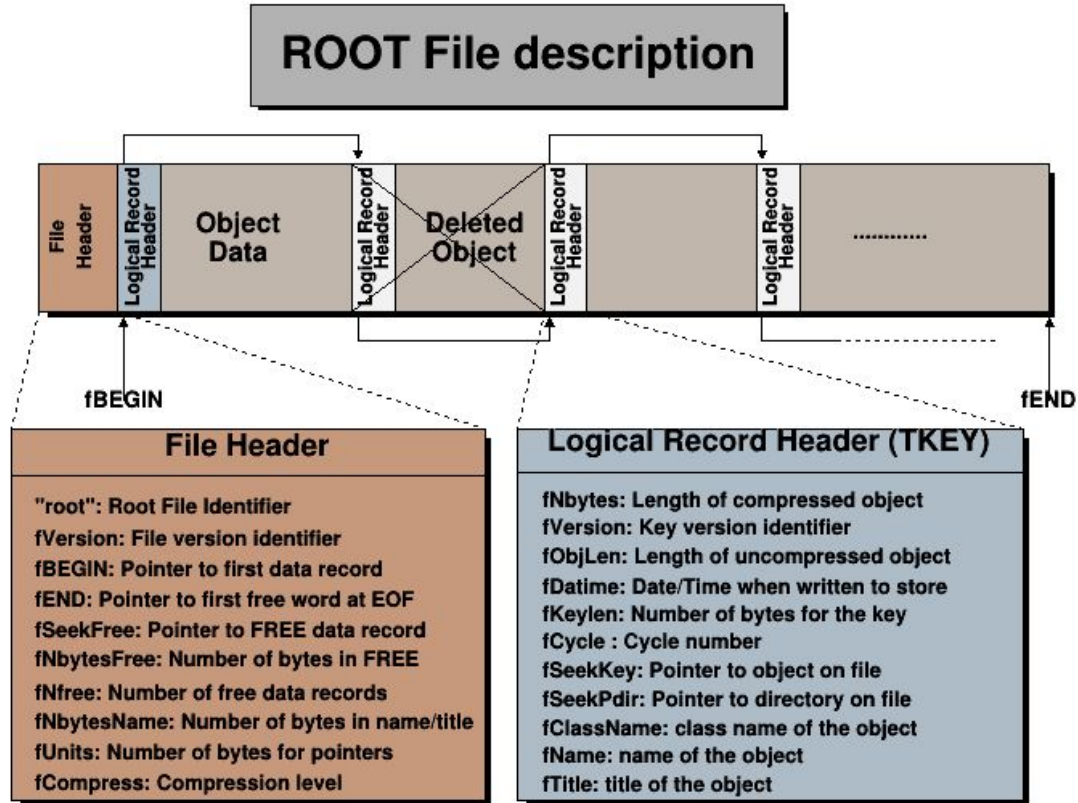 ROOT File description
File
Header
Logical Record
Header
Object
Data
Logical Record
Header
Deleted
Object
Logical Record
Header
Logical Record
Header
............
fBEGIN
fEND
File Header
"root": Root File Identifier
fVersion: File version identifier
fBEGIN: Pointer to first data record
fEND: Pointer to first free word at EOF
fSeekFree: Pointer to FREE data record
fNbytesFree: Number of bytes in FREE
fNfree: Number of free data records
fNbytesName: Number of bytes in name/title
fUnits: Number of bytes for pointers
fCompress: Compression level
Logical Record Header (TKEY)
fNbytes: Length of compressed object
fVersion: Key version identifier
fObjLen: Length of uncompressed object
fDatime: Date/Time when written to store
fKeylen: Number of bytes for the key
fCycle : Cycle number
fSeekKey: Pointer to object on file
fSeekPdir: Pointer to directory on file
fClassName: class name of the object
fName: name of the object
fTitle: title of the object